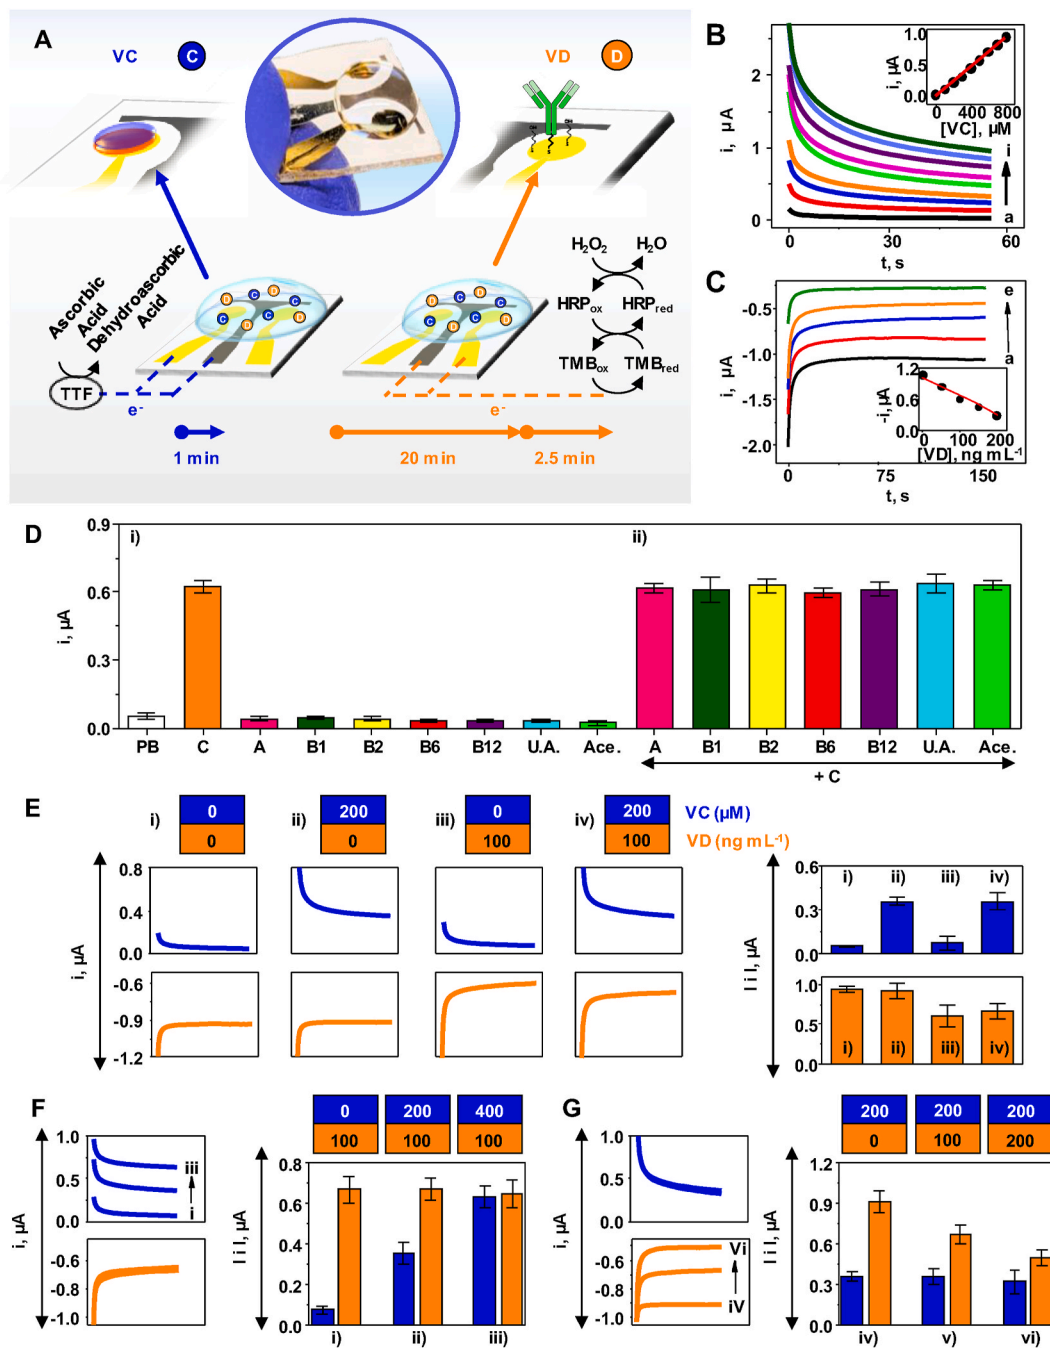 A
VC C
VD D
Ascorbic
Acid
Dehydroascorbic
Acid
TTF
e-
1 min
H2O2 H2O
HRPox HRPred
TMBox TMBred
e-
20 min 2.5 min
B
i, µA
2
1
0
0 30 60
t, s
i
a
i, µA
1.0
0.5
0.0
0 400 800
[VC], µM
C
i, µA
-0.5
-1.0
-1.5
-2.0
0 75 150
t, s
e
a
-i, µA
1.2
0.6
0.0
0 100 200
[VD], ng mL-1
D
i) ii)
i, µA
0.9
0.6
0.3
0.0
PB C A B1 B2 B6 B12 U.A. Ace. A B1 B2 B6 B12 U.A. Ace.
+ C
E
i) 0 ii) 200 iii) 0 iv) 200 VC (µM)
0 0 100 100 VD (ng mL-1)
i, µA
0.8
0.4
0.0
-0.6
-0.9
-1.2
I i I, µA
0.6
0.3
0.0
i) ii) iii) iv)
1.0
0.5
0.0
i) ii) iii) iv)
F
i, µA
1.0
0.5
0.0
iii
i
-0.6
-0.8
-1.0
0 200 400
100 100 100
I i I, µA
0.8
0.4
0.0
i) ii) iii)
G
i, µA
Vi
iV
-0.6
-0.8
-1.0
200 200 200
0 100 200
I i I, µA
1.2
0.9
0.6
0.3
0.0
iv) v) vi)